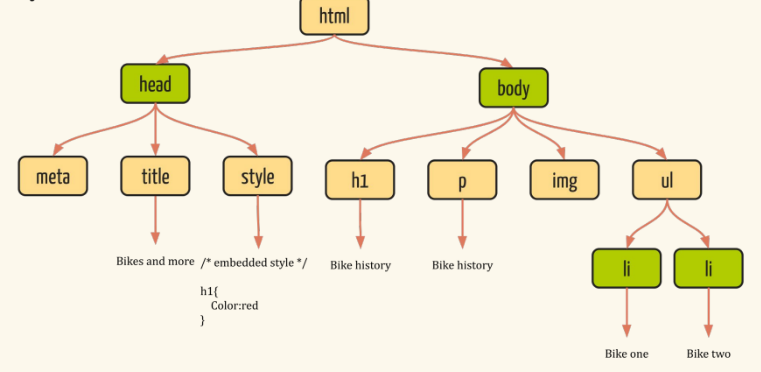 html
head
body
meta
title
style
h1
p
img
ul
Bikes and more
/* embedded style */
h1{
Color:red
}
Bike history
Bike history
li
li
Bike one
Bike two